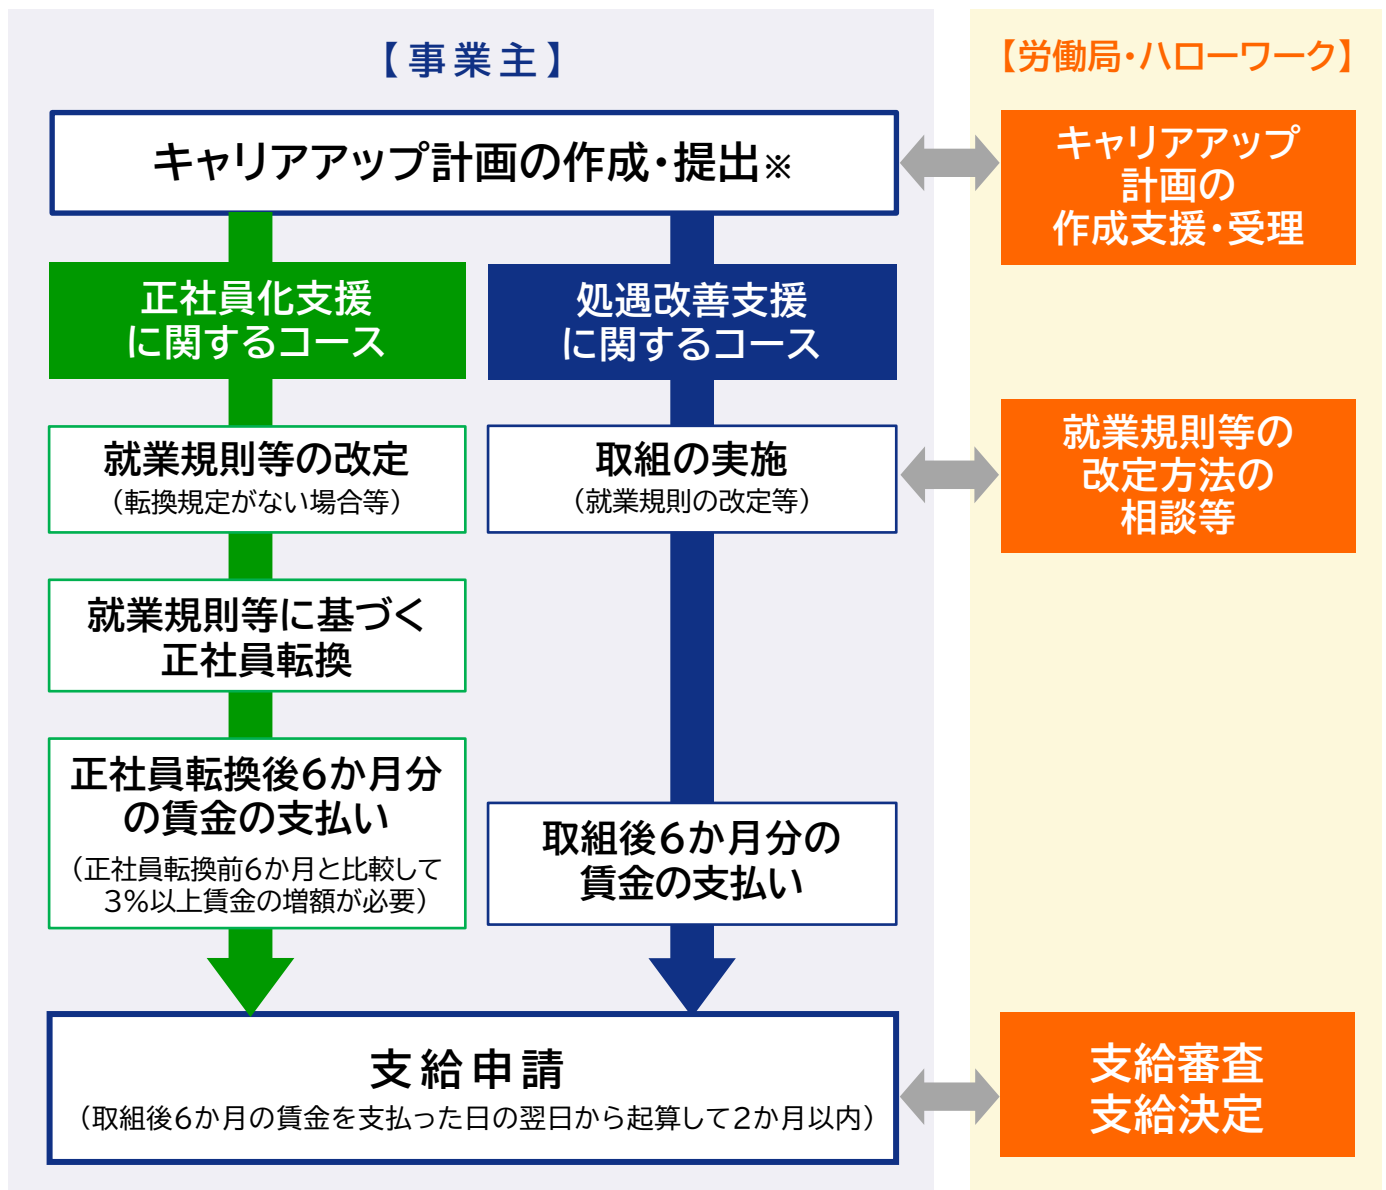 【事業主】
キャリアアップ計画の作成・提出※
正社員化支援
に関するコース
就業規則等の改定
（転換規定がない場合等）
就業規則等に基づく
正社員転換
正社員転換後6か月分
の賃金の支払い
（正社員転換前6か月と比較して
3%以上賃金の増額が必要）
処遇改善支援
に関するコース
取組の実施
（就業規則の改定等）
取組後6か月分の
賃金の支払い
支給申請
（取組後6か月の賃金を支払った日の翌日から起算して2か月以内）
【労働局・ハローワーク】
キャリアアップ
計画の
作成支援・受理
就業規則等の
改定方法の
相談等
支給審査
支給決定